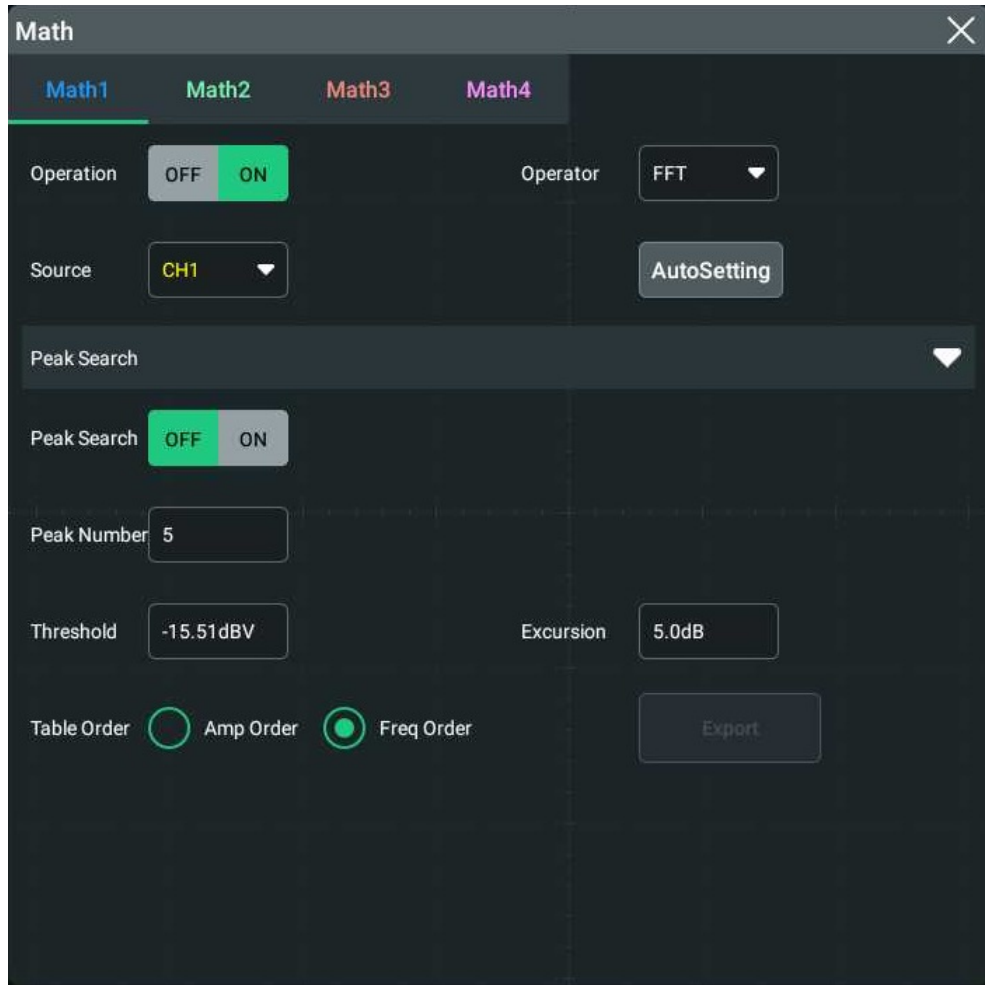 Math
Math1 Math2 Math3 Math4
Operation OFF ON Operator FFT
Source CH1 AutoSetting
Peak Search
Peak Search OFF ON
Peak Number 5
Threshold -15.51dBV Excursion 5.0dB
Table Order Amp Order Freq Order Export